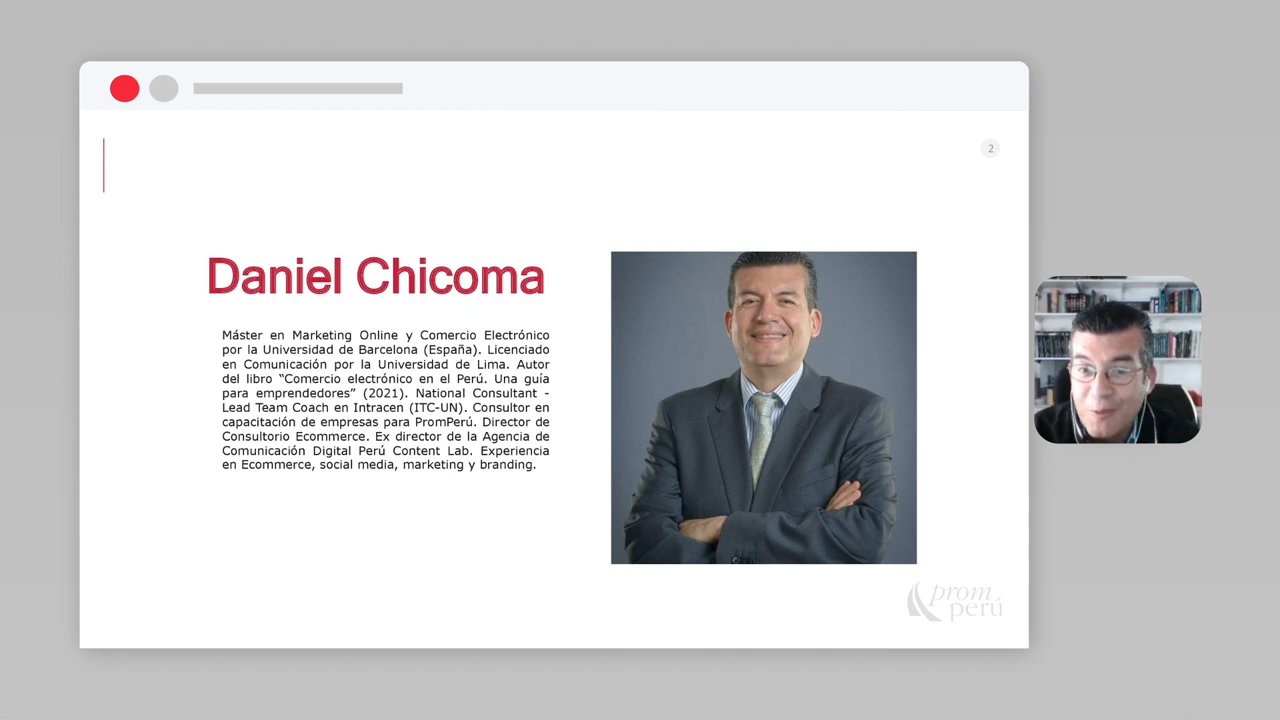 2
Daniel Chicoma
Máster en Marketing Online y Comercio Electrónico
por la Universidad de Barcelona (España). Licenciado
en Comunicación por la Universidad de Lima. Autor
del libro “Comercio electrónico en el Perú. Una guía
para emprendedores” (2021). National Consultant -
Lead Team Coach en Intracen (ITC-UN). Consultor en
capacitación de empresas para PromPerú. Director de
Consultorio Ecommerce. Ex director de la Agencia de
Comunicación Digital Perú Content Lab. Experiencia
en Ecommerce, social media, marketing y branding.
prom
perú